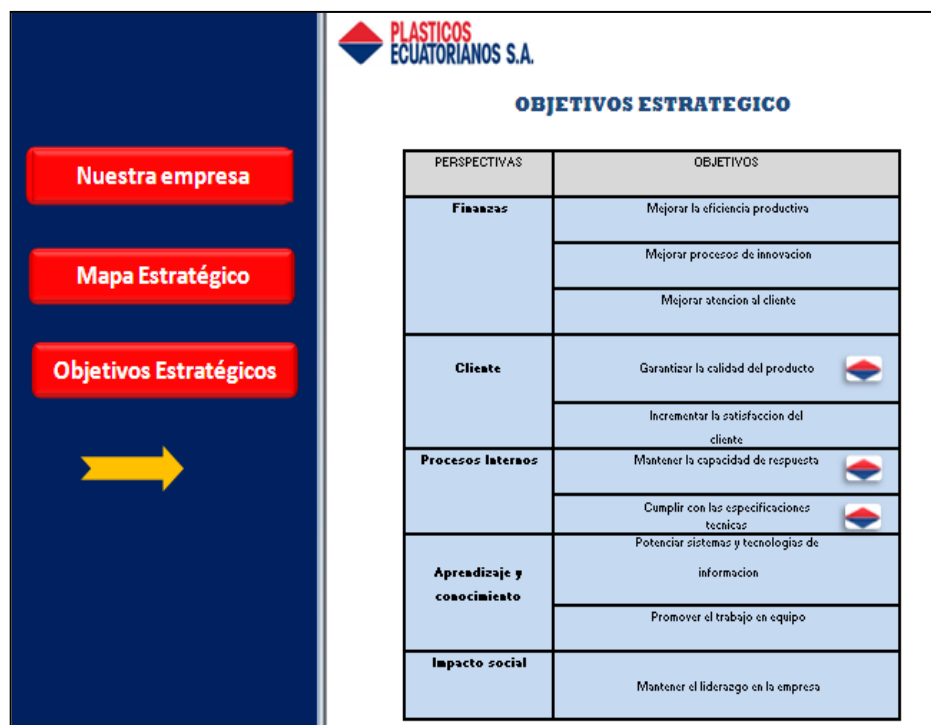 Nuestra empresa
Mapa Estratégico
Objetivos Estratégicos
PLASTICOS
ECUATORIANOS S.A.
OBJETIVOS ESTRATEGICO
PERSPECTIVAS
OBJETIVOS
Finanzas
Mejorar la eficiencia productiva
Mejorar procesos de innovacion
Mejorar atencion al cliente
Cliente
Garantizar la calidad del producto
Incrementar la satisfaccion del
cliente
Procesos Internos
Mantener la capacidad de respuesta
Cumplir con las especificaciones
tecnicas
Aprendizaje y
conocimiento
Potenciar sistemas y tecnologias de
informacion
Promover el trabajo en equipo
Impacto social
Mantener el liderazgo en la empresa